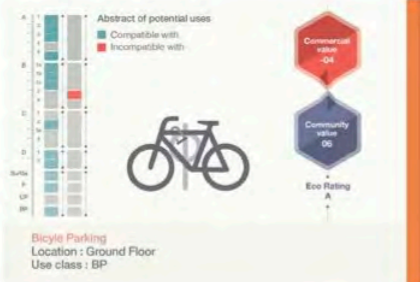 Abstract of potential uses
Compatible with
Incompatible with
A
B
C
D
Commercial
value
-04
Community
value
06
Eco Rating
A
Bicyle Parking
Location : Ground Floor
Use class : BP